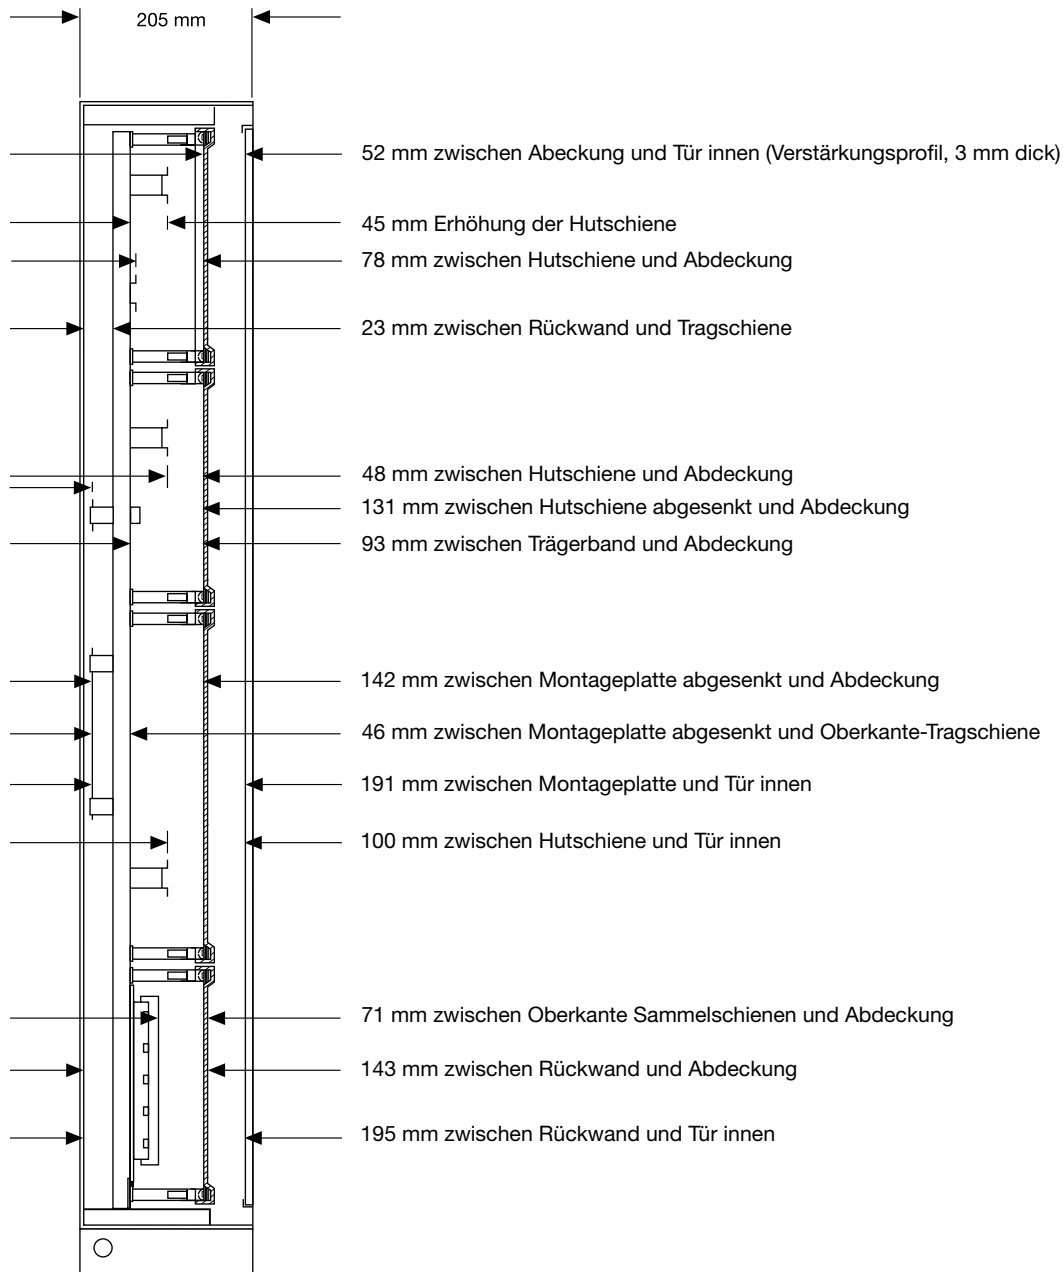 205 mm
52 mm zwischen Abeckung und Tür innen (Verstärkungsprofil, 3 mm dick)
45 mm Erhöhung der Hutschiene
78 mm zwischen Hutschiene und Abdeckung
23 mm zwischen Rückwand und Tragschiene
48 mm zwischen Hutschiene und Abdeckung
131 mm zwischen Hutschiene abgesenkt und Abdeckung
93 mm zwischen Trägerband und Abdeckung
142 mm zwischen Montageplatte abgesenkt und Abdeckung
46 mm zwischen Montageplatte abgesenkt und Oberkante-Tragschiene
191 mm zwischen Montageplatte und Tür innen
100 mm zwischen Hutschiene und Tür innen
71 mm zwischen Oberkante Sammelschienen und Abdeckung
143 mm zwischen Rückwand und Abdeckung
195 mm zwischen Rückwand und Tür innen